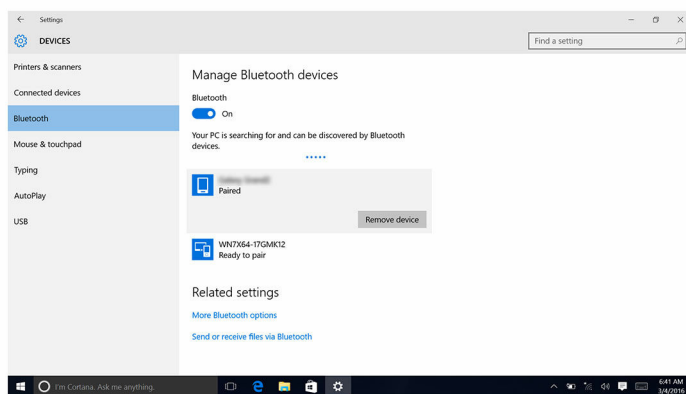 Settings
DEVICES
Find a setting
Printers & scanners
Connected devices
Bluetooth
Mouse & touchpad
Typing
AutoPlay
USB
Manage Bluetooth devices
Bluetooth
On
Your PC is searching for and can be discovered by Bluetooth
devices.
Paired
Remove device
WN7X64-17GMK12
Ready to pair
Related settings
More Bluetooth options
Send or receive files via Bluetooth
I'm Cortana. Ask me anything.
6:41 AM
3/4/2016